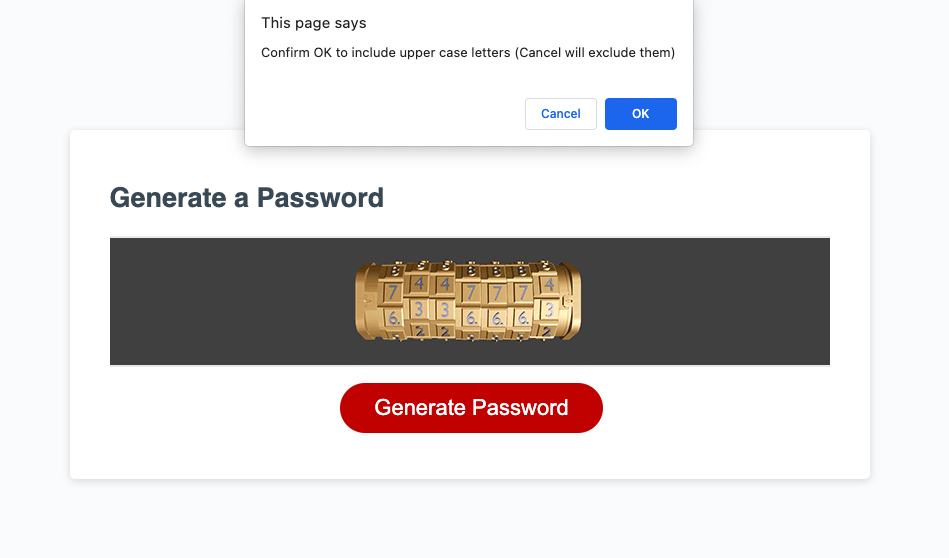 This page says
Confirm OK to include upper case letters (Cancel will exclude them)
Cancel OK
Generate a Password
7 4 4 7 7 7 4
6. 3 3 6. 6. 6. 3
Generate Password